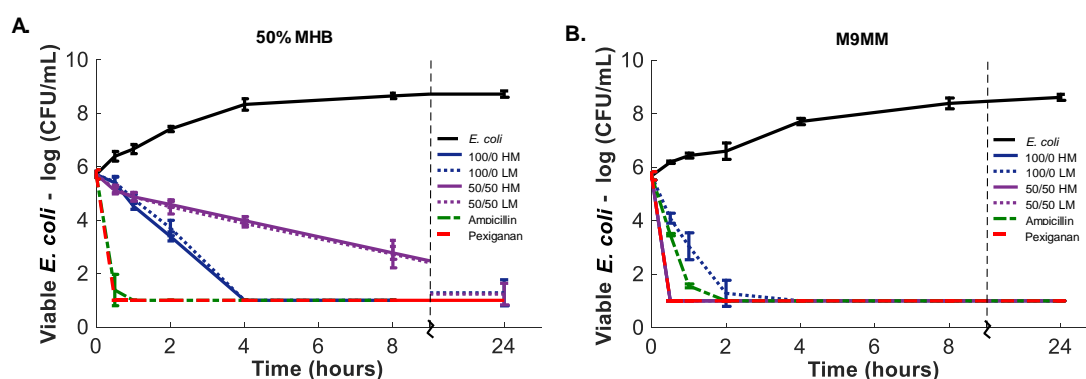 A.
50% MHB
Viable E. coli - log (CFU/mL)
10
8
6
4
2
0
E. coli
100/0 HM
100/0 LM
50/50 HM
50/50 LM
Ampicillin
Pexiganan
0 2 4 8 24
Time (hours)
B.
M9MM
Viable E. coli - log (CFU/mL)
10
8
6
4
2
0
E. coli
100/0 HM
100/0 LM
50/50 HM
50/50 LM
Ampicillin
Pexiganan
0 2 4 8 24
Time (hours)